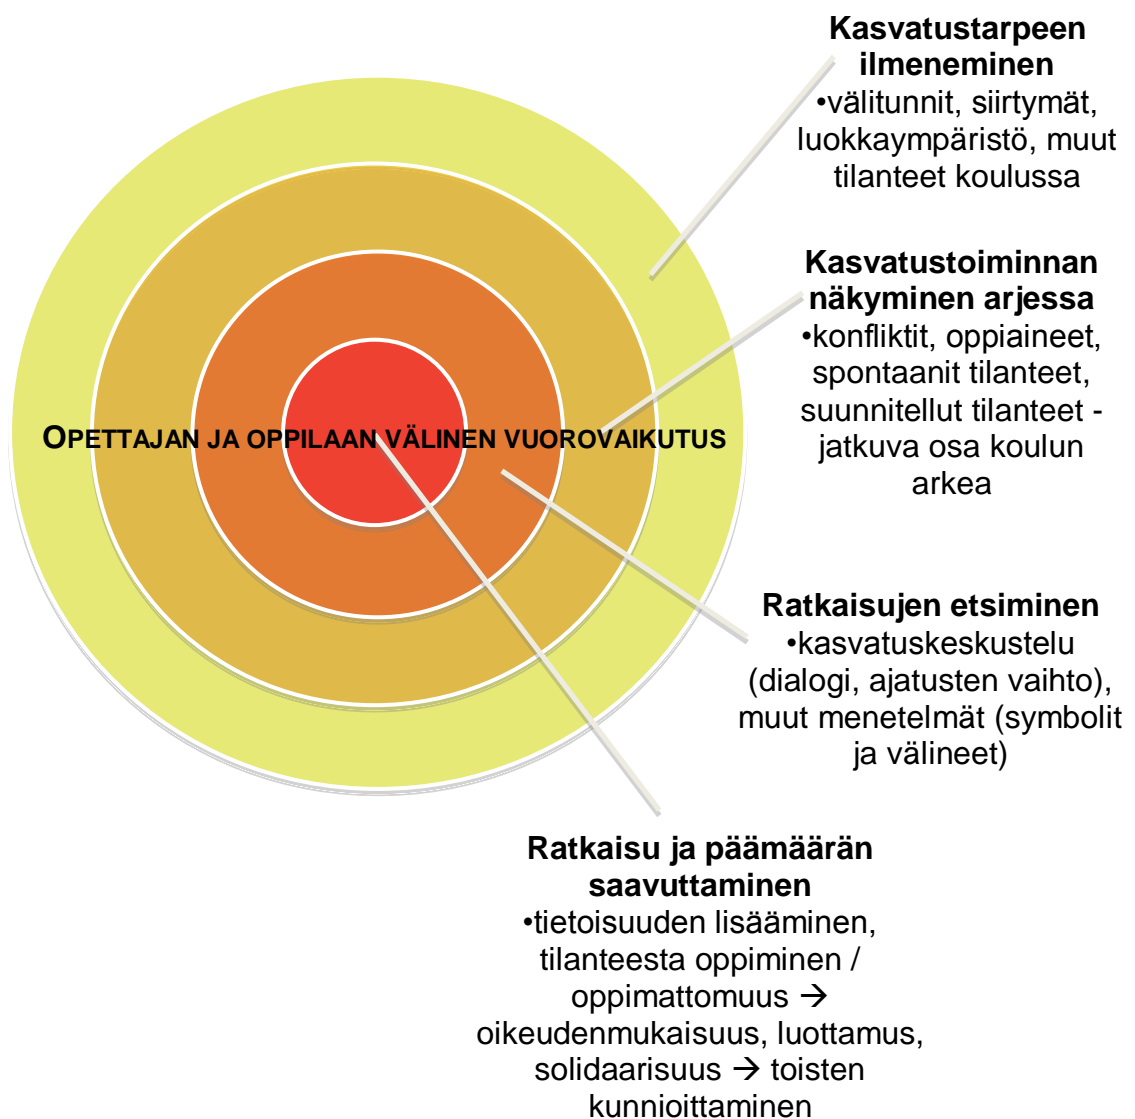 Kasvatustarpeen
ilmeneminen
•välitunnit, siirtymät,
luokkaympäristö, muut
tilanteet koulussa
Kasvatustoiminnan
näkyminen arjessa
•konfliktit, oppiaineet,
spontaanit tilanteet,
suunnitellut tilanteet -
jatkuva osa koulun
arkea
OPETTAJAN JA OPPILAAN VÄLINEN VUOROVAIKUTUS
Ratkaisujen etsiminen
•kasvatuskeskustelu
(dialogi, ajatusten vaihto),
muut menetelmät (symbolit
ja välineet)
Ratkaisu ja päämäärän
saavuttaminen
•tietoisuuden lisääminen,
tilanteesta oppiminen /
oppimattomuus →
oikeudenmukaisuus, luottamus,
solidaarisuus → toisten
kunnioittaminen